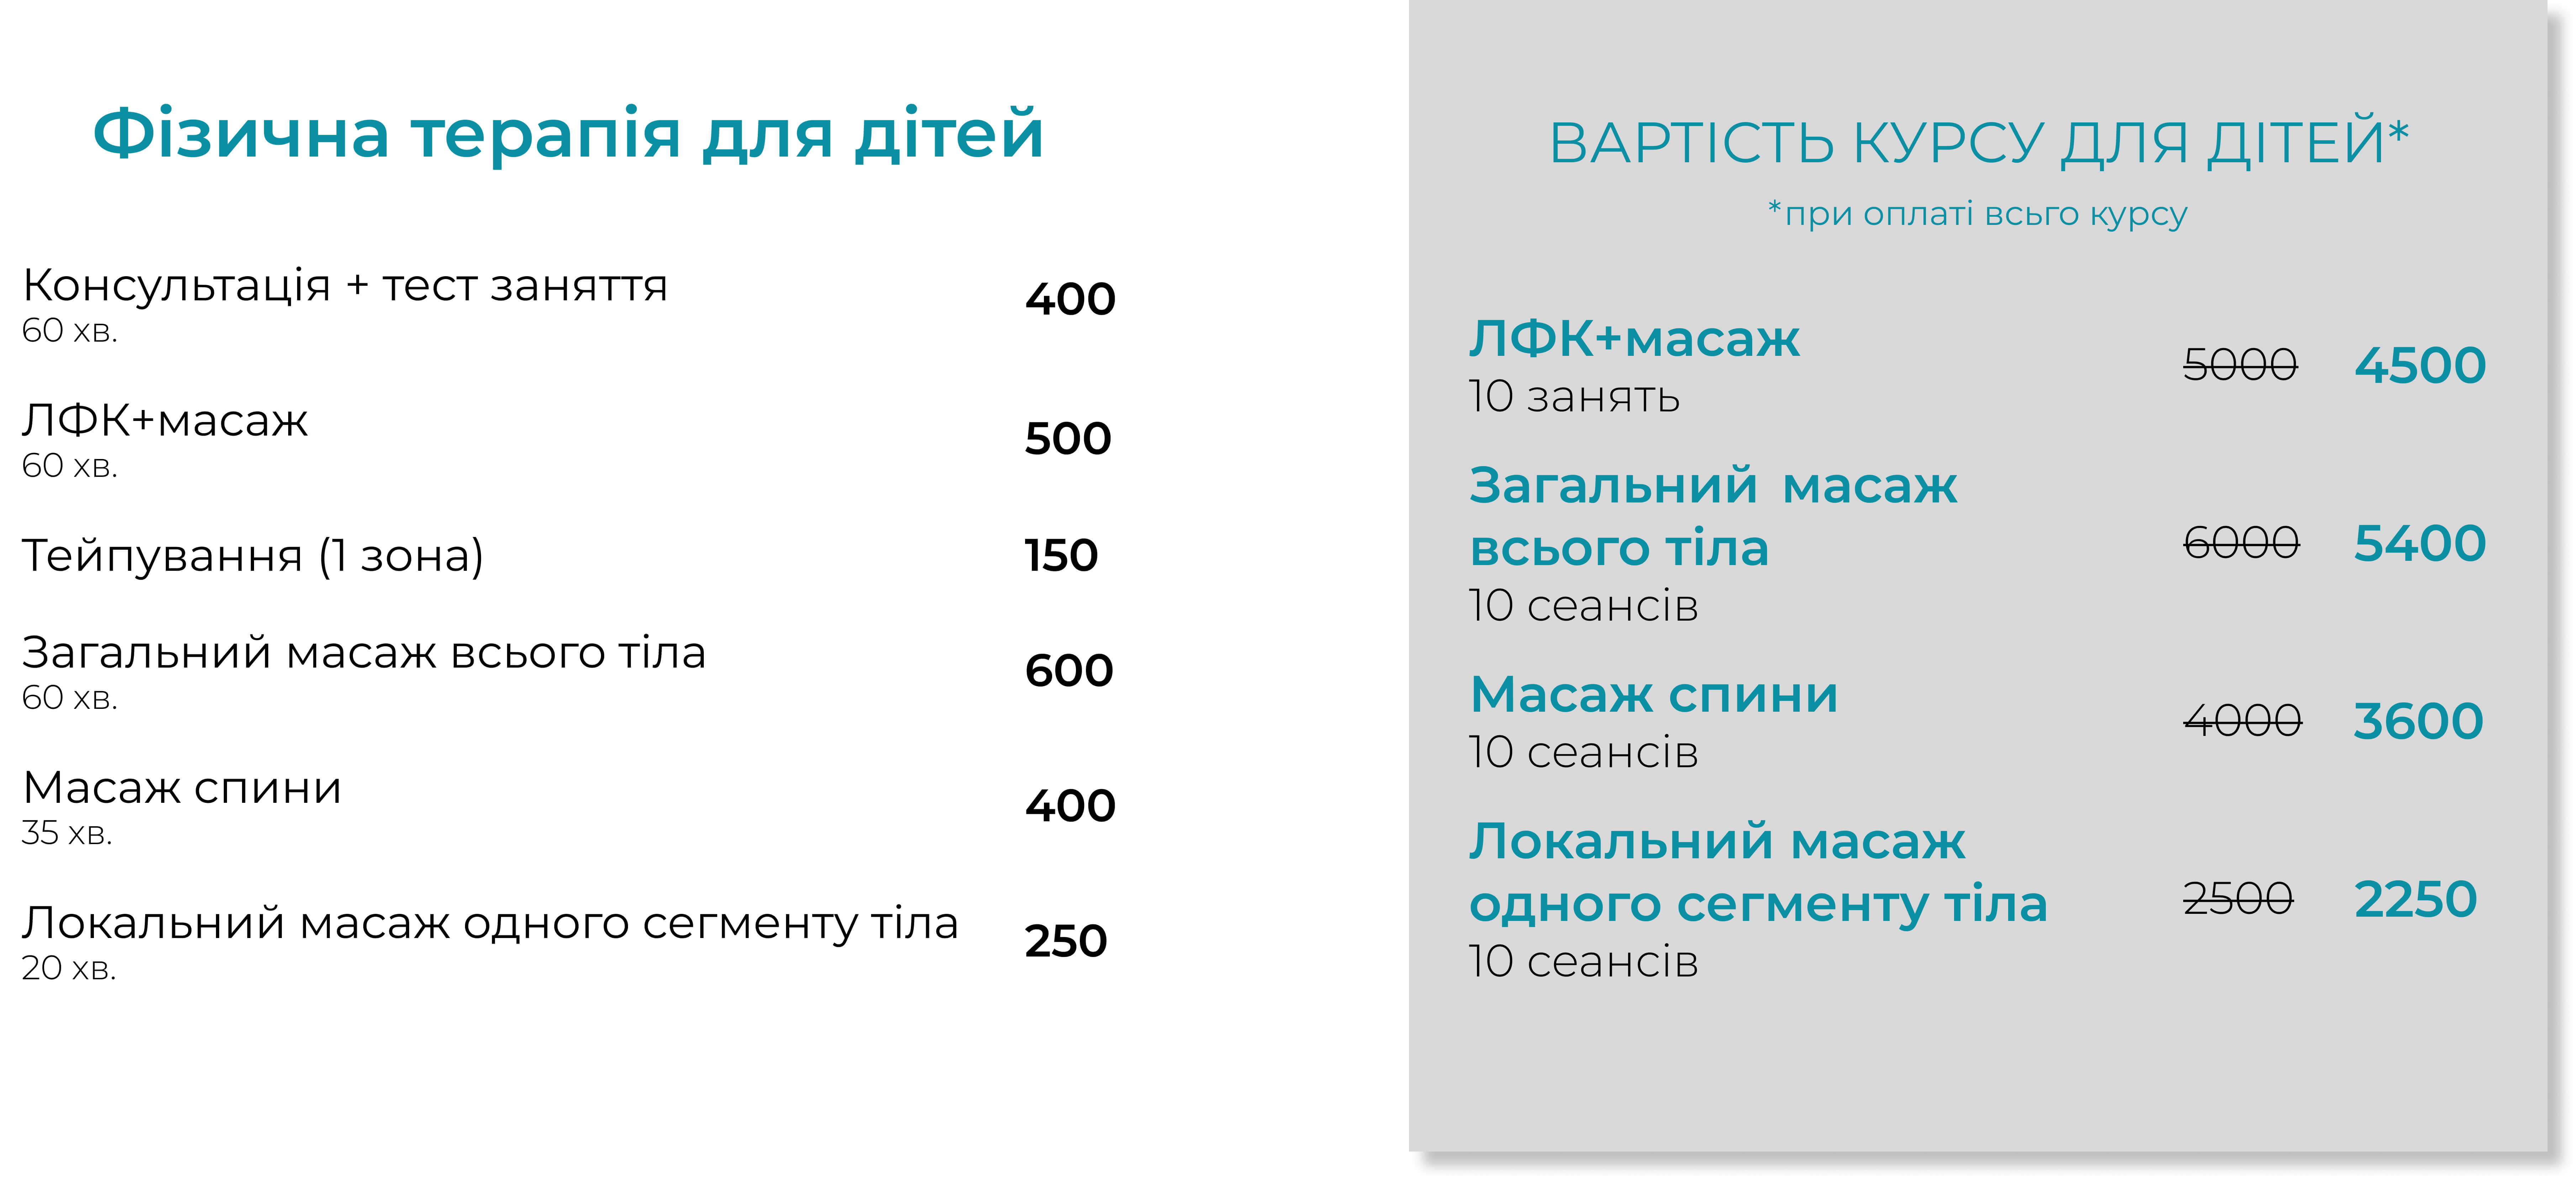 Фізична терапія для дітей
Консультація + тест заняття
60 хв.
400
ЛФК+масаж
60 хв.
500
Тейпування (1 зона)
150
Загальний масаж всього тіла
60 хв.
600
Масаж спини
35 хв.
400
Локальний масаж одного сегменту тіла
20 хв.
250
ВАРТІСТЬ КУРСУ ДЛЯ ДІТЕЙ*
*при оплаті всьго курсу
ЛФК+масаж
10 занять
5000 4500
Загальний масаж
всього тіла
10 сеансів
6000 5400
Масаж спини
10 сеансів
4000 3600
Локальний масаж
одного сегменту тіла
10 сеансів
2500 2250